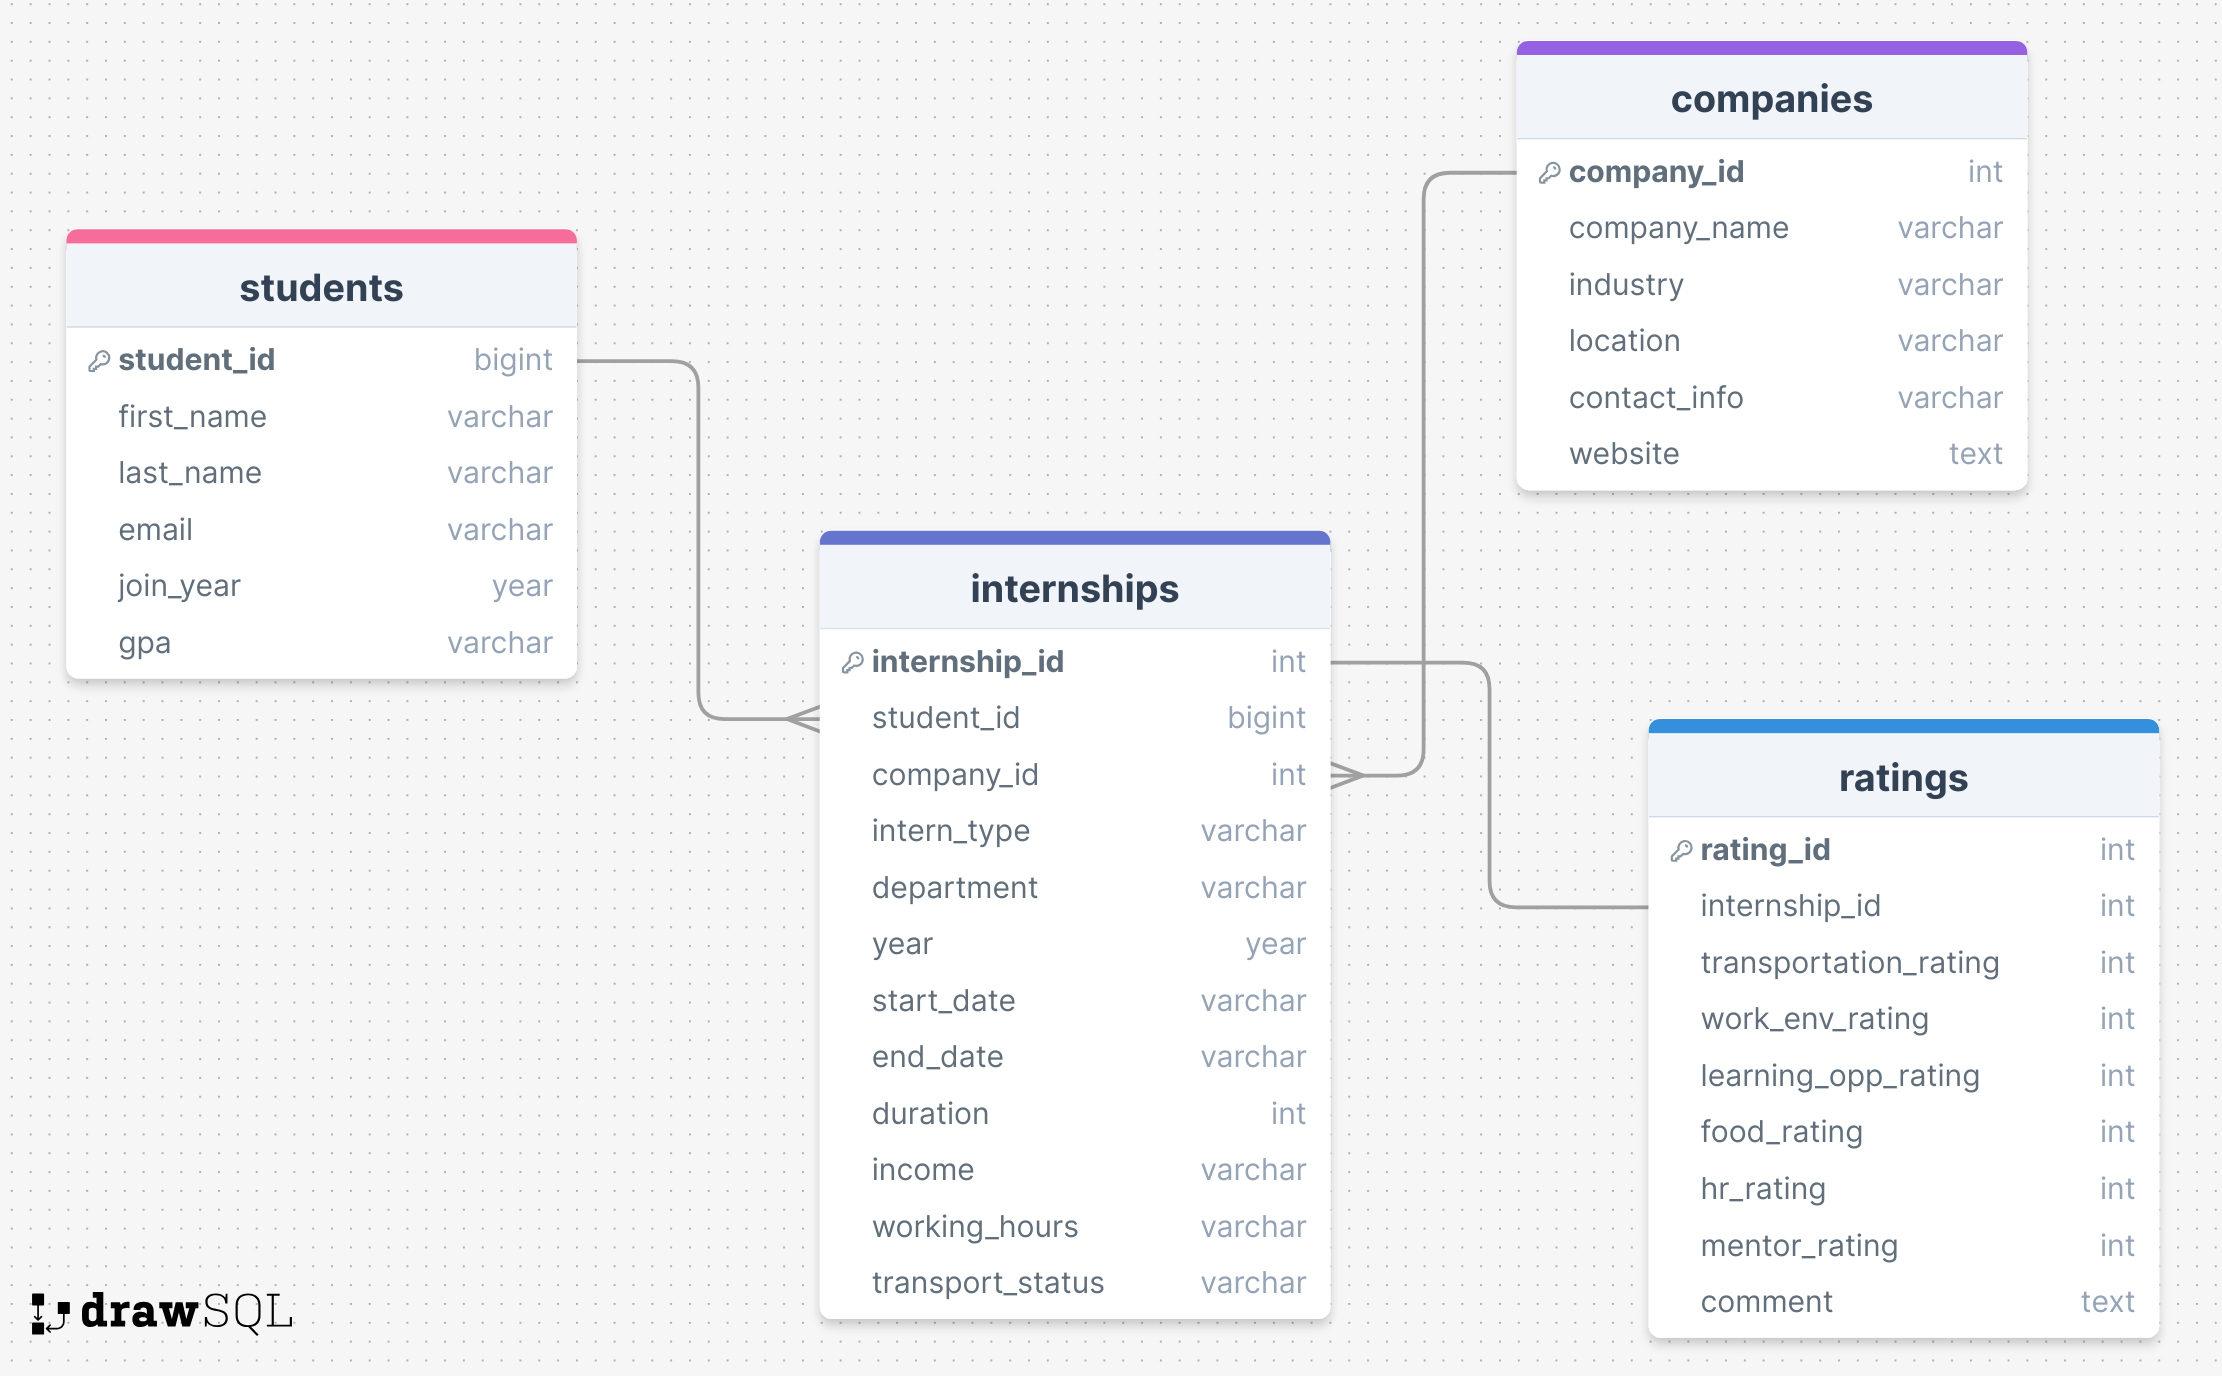 students
student_id bigint
first_name varchar
last_name varchar
email varchar
join_year year
gpa varchar
internships
internship_id int
student_id bigint
company_id int
intern_type varchar
department varchar
year year
start_date varchar
end_date varchar
duration int
income varchar
working_hours varchar
transport_status varchar
companies
company_id int
company_name varchar
industry varchar
location varchar
contact_info varchar
website text
ratings
rating_id int
internship_id int
transportation_rating int
work_env_rating int
learning_opp_rating int
food_rating int
hr_rating int
mentor_rating int
comment text
drawSQL